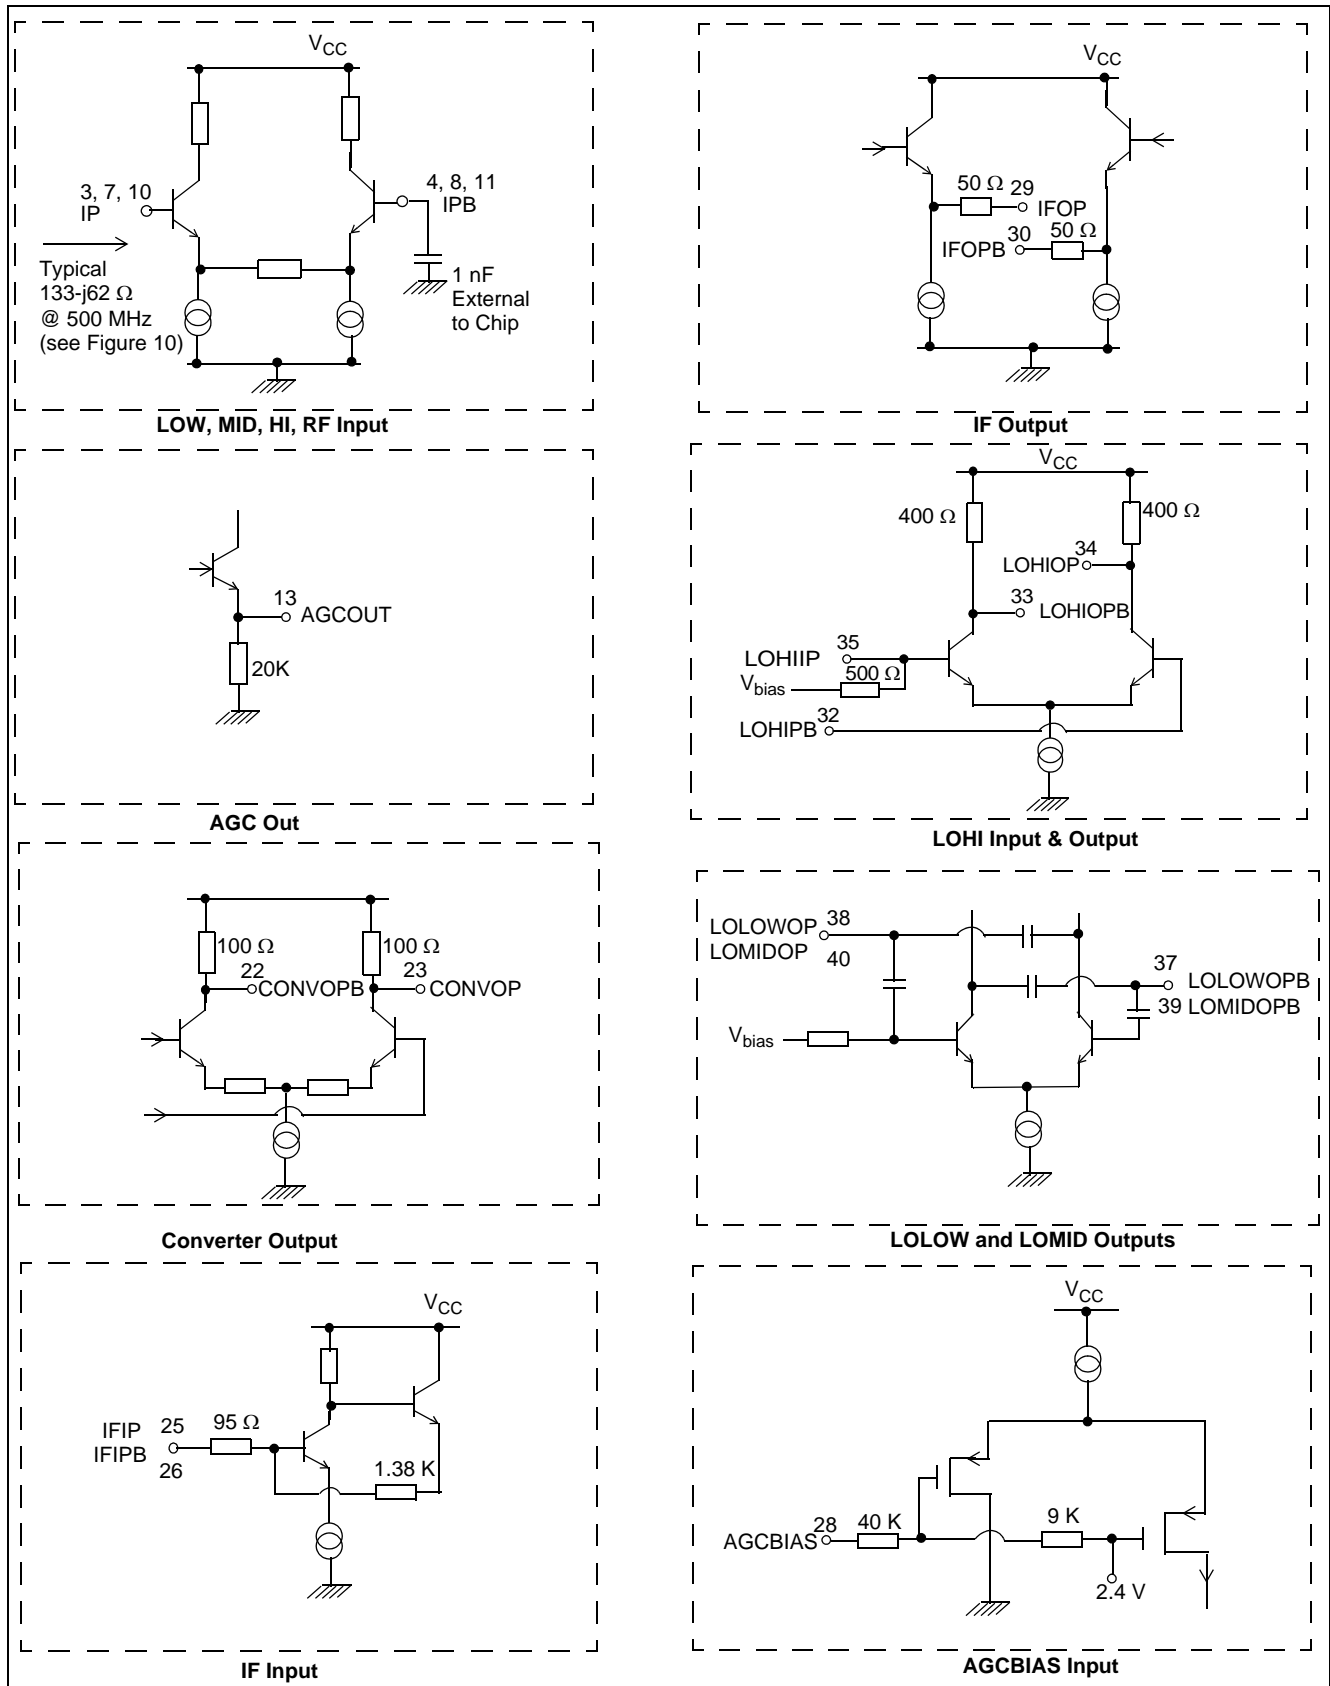 VCC
3, 7, 10
IP
4, 8, 11
IPB
Typical
133-j62 Ω
@ 500 MHz
(see Figure 10)
1 nF
External
to Chip
LOW, MID, HI, RF Input
VCC
50 Ω
29
IFOP
30
50 Ω
IFOPB
IF Output
13
AGCOUT
20K
AGC Out
VCC
400 Ω
400 Ω
34
LOHIOP
33
LOHIOPB
35
LOHIIP
500 Ω
Vbias
32
LOHIPB
LOHI Input & Output
100 Ω
100 Ω
22
CONVOPB
23
CONVOP
Converter Output
LOLOWOP
38
LOMIDOP
40
37
LOLOWOPB
39 LOMIDOPB
Vbias
LOLOW and LOMID Outputs
VCC
IFIP
25
95 Ω
IFIPB
26
1.38 K
IF Input
VCC
AGCBIAS
28
40 K
9 K
2.4 V
AGCBIAS Input